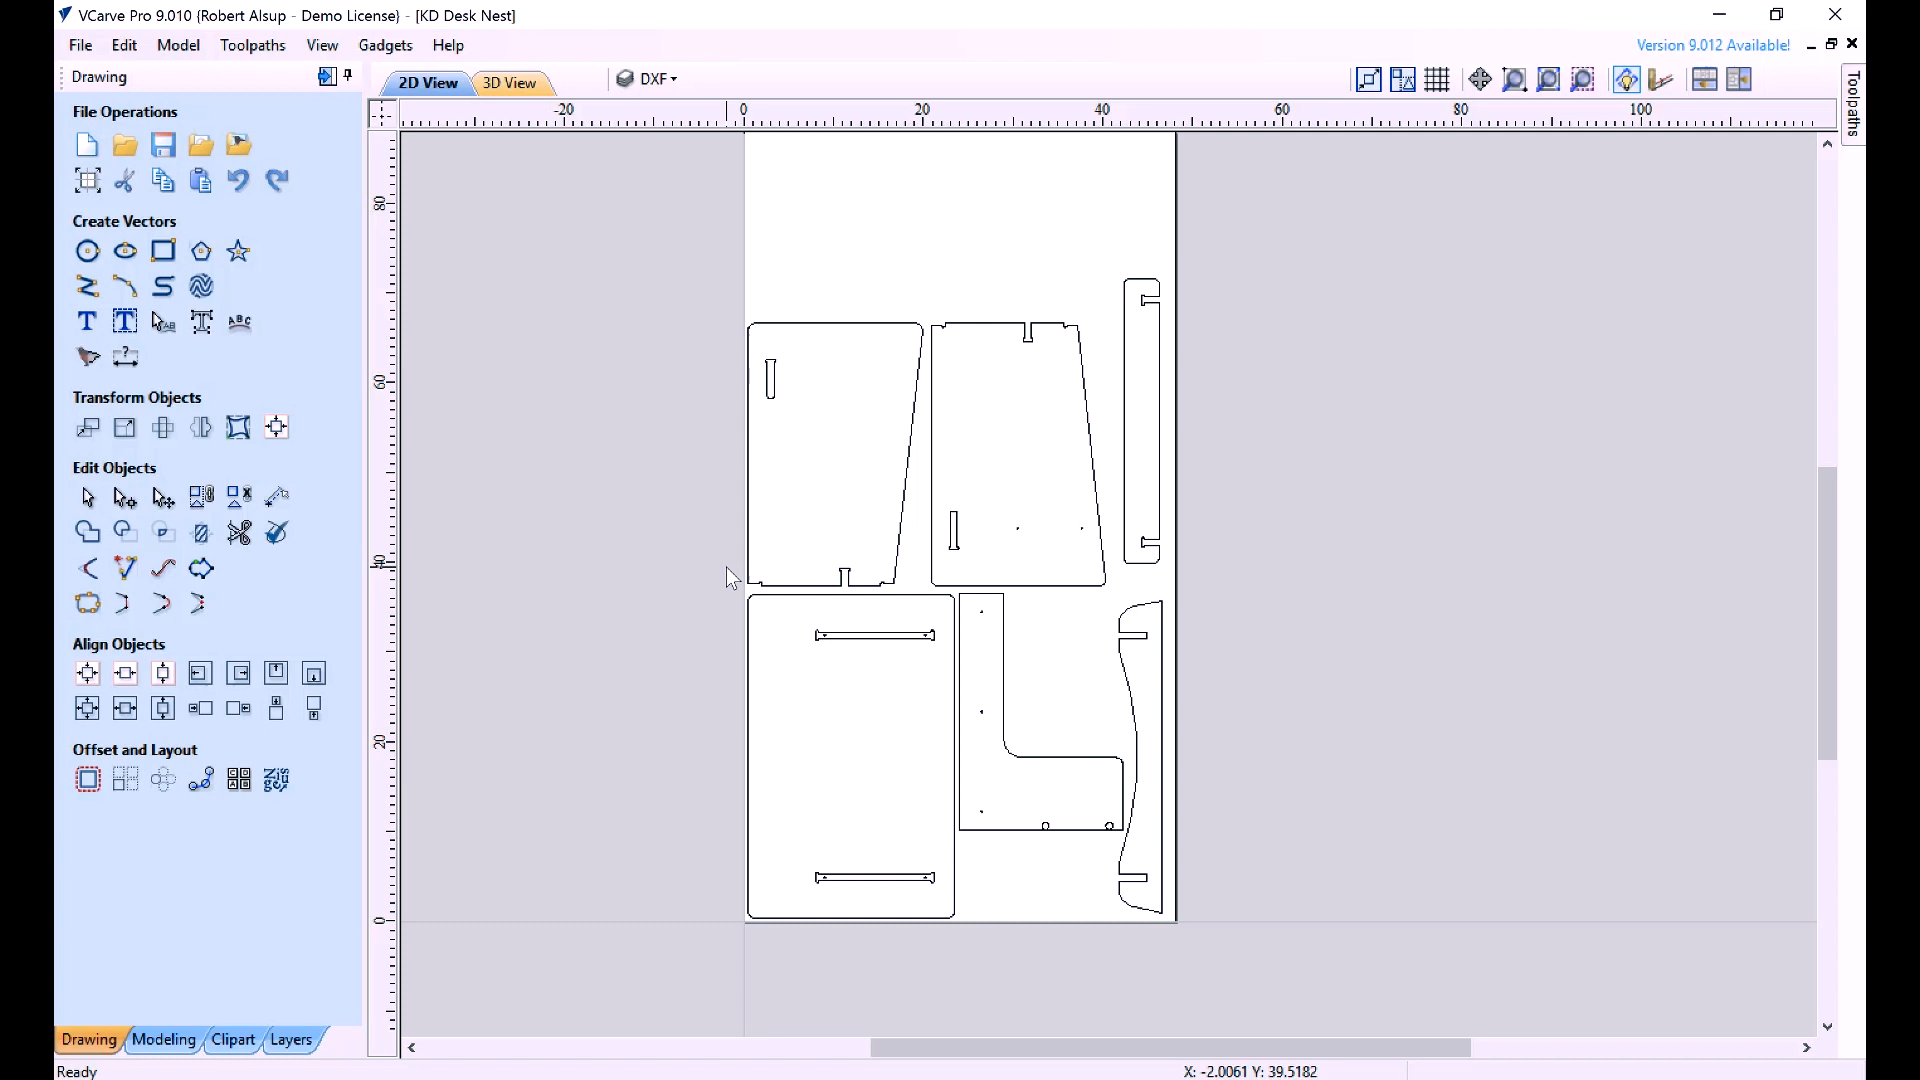 VCarve Pro 9.010 {Robert Alsup - Demo License} - [KD Desk Nest]
File Edit Model Toolpaths View Gadgets Help
Version 9.012 Available!
Drawing
2D View 3D View DXF
Toolpaths
-20 0 20 40 60 80 100
80
60
40
20
0
File Operations
Create Vectors
T T AB T ABC
?
Transform Objects
Edit Objects
Align Objects
Offset and Layout
Drawing Modeling Clipart Layers
Ready
X: -2.0061 Y: 39.5182